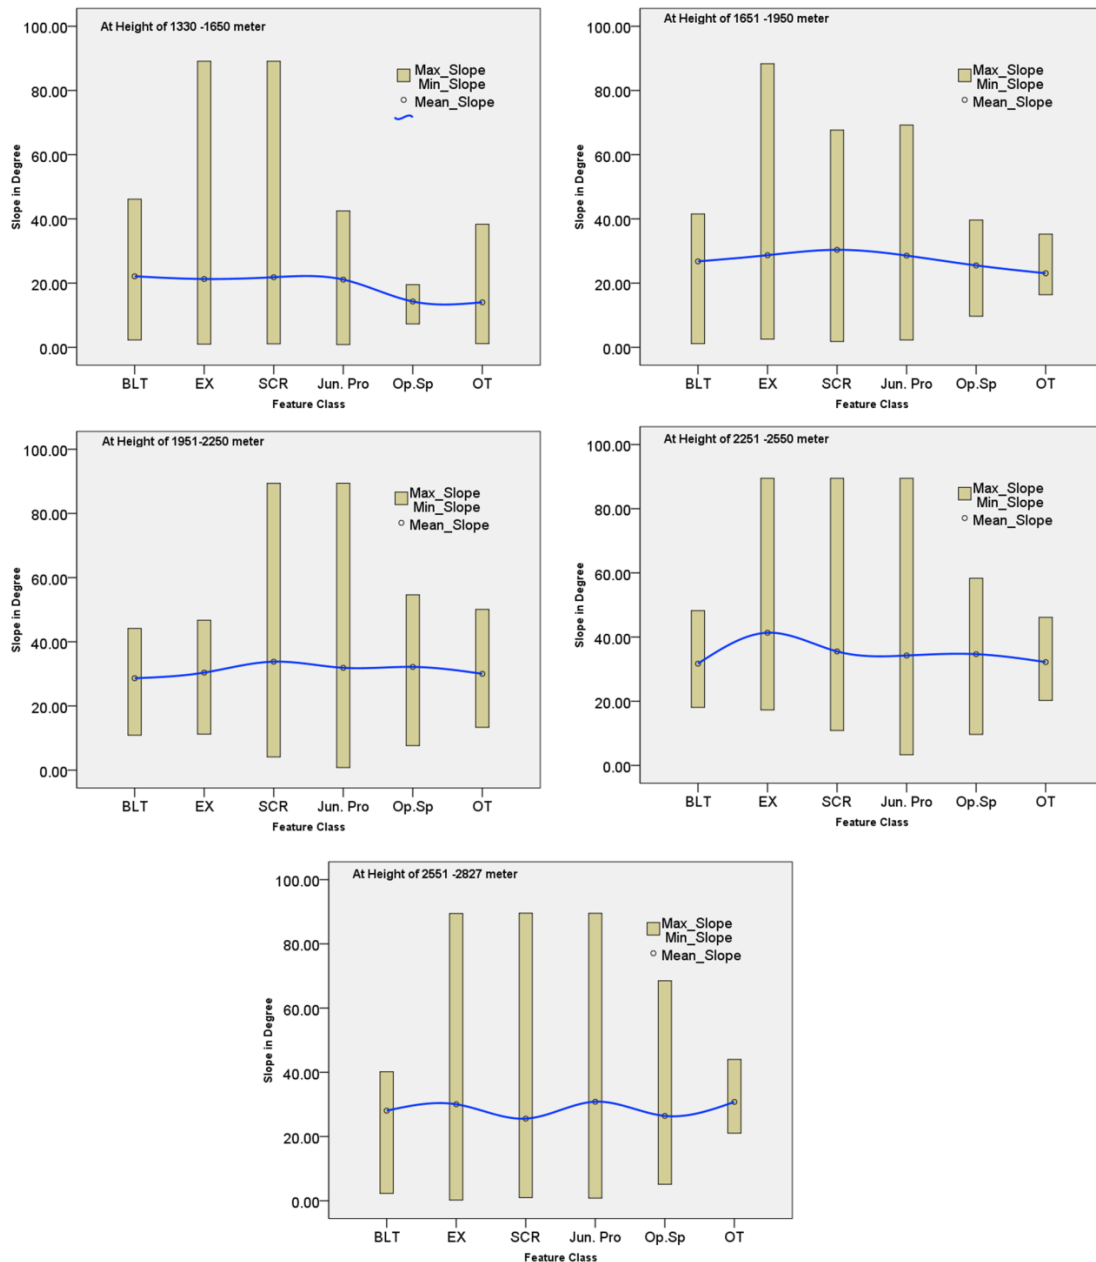 At Height of 1330 -1650 meter
100.00
80.00
60.00
40.00
20.00
0.00
Slope in Degree
Max_Slope
Min_Slope
Mean_Slope
BLT EX SCR Jun. Pro Op.Sp OT
Feature Class
At Height of 1651 -1950 meter
100.00
80.00
60.00
40.00
20.00
0.00
Slope in Degree
Max_Slope
Min_Slope
Mean_Slope
BLT EX SCR Jun. Pro Op.Sp OT
Feature Class
At Height of 1951-2250 meter
100.00
80.00
60.00
40.00
20.00
0.00
Slope in Degree
Max_Slope
Min_Slope
Mean_Slope
BLT EX SCR Jun. Pro Op.Sp OT
Feature Class
At Height of 2251 -2550 meter
100.00
80.00
60.00
40.00
20.00
0.00
Slope in Degree
Max_Slope
Min_Slope
Mean_Slope
BLT EX SCR Jun. Pro Op.Sp OT
Feature Class
At Height of 2551 -2827 meter
100.00
80.00
60.00
40.00
20.00
0.00
Slope in Degree
Max_Slope
Min_Slope
Mean_Slope
BLT EX SCR Jun. Pro Op.Sp OT
Feature Class